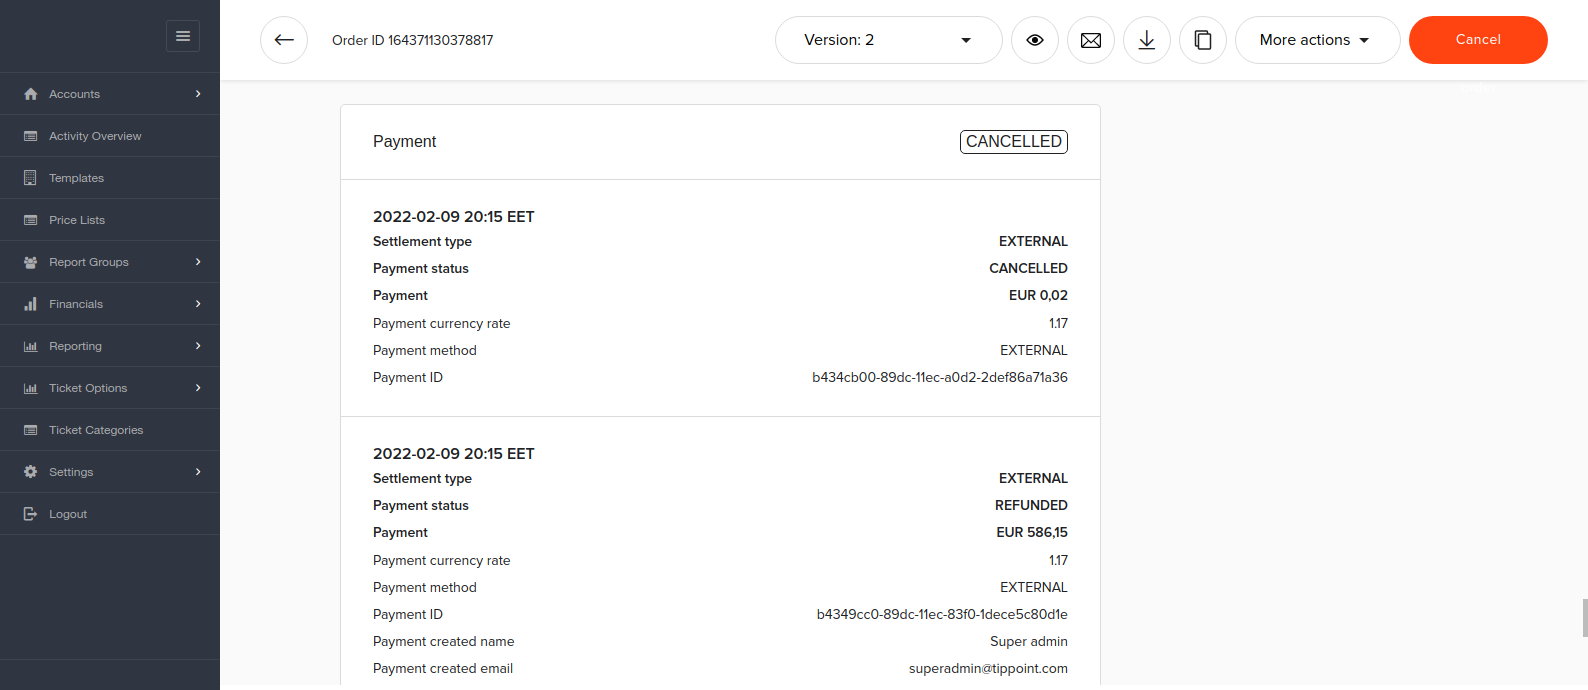 Order ID 164371130378817
Version: 2
More actions
Cancel
Accounts
Activity Overview
Templates
Price Lists
Report Groups
Financials
Reporting
Ticket Options
Ticket Categories
Settings
Logout
Payment CANCELLED
2022-02-09 20:15 EET
Settlement type EXTERNAL
Payment status CANCELLED
Payment EUR 0,02
Payment currency rate 1.17
Payment method EXTERNAL
Payment ID b434cb00-89dc-11ec-a0d2-2def86a71a36
2022-02-09 20:15 EET
Settlement type EXTERNAL
Payment status REFUNDED
Payment EUR 586,15
Payment currency rate 1.17
Payment method EXTERNAL
Payment ID b4349cc0-89dc-11ec-83f0-1dece5c80d1e
Payment created name Super admin
Payment created email superadmin@tippoint.com